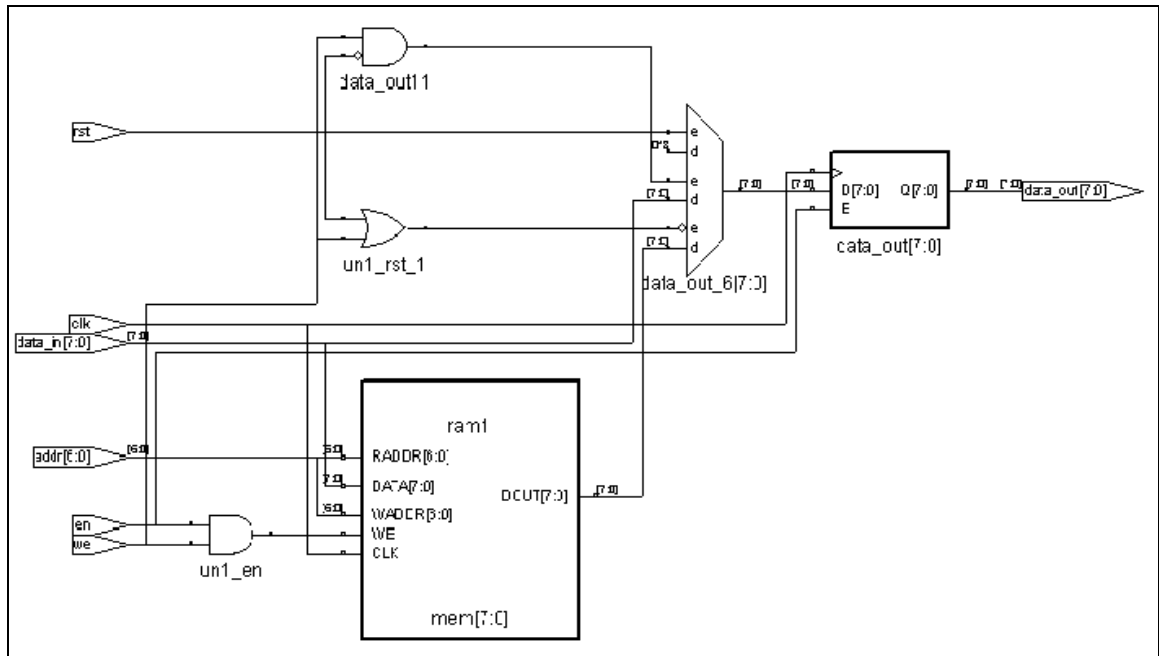 data_out11
rst
e
d
e
[7:0]
d
e
[7:0]
d
un1_rst_1
data_out_6[7:0]
[7:0]
[7:0]
D[7:0]
Q[7:0]
E
cata_out[7:0]
[7:0]
[7:0]
data_out[7:0]
clk
data_in[7:0]
[7:0]
ram1
addr[6:0]
[6:0]
[6:0]
RADDR[6:0]
[7:0]
DATA[7:0]
DOUT[7:0]
[7:0]
[6:0]
WADDR[6:0]
en
WE
we
CLK
un1_en
mem[7:0]